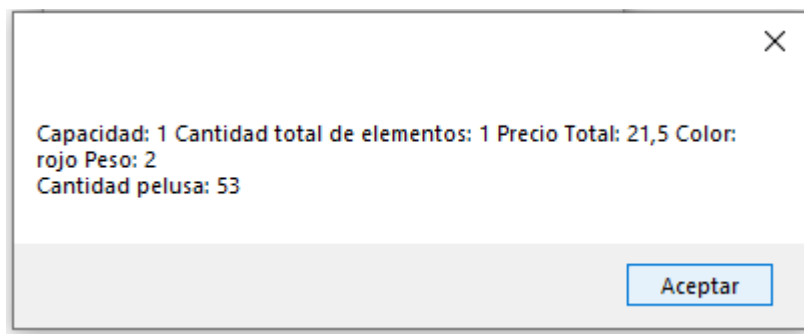 Capacidad: 1 Cantidad total de elementos: 1 Precio Total: 21,5 Color:
rojo Peso: 2
Cantidad pelusa: 53
Aceptar